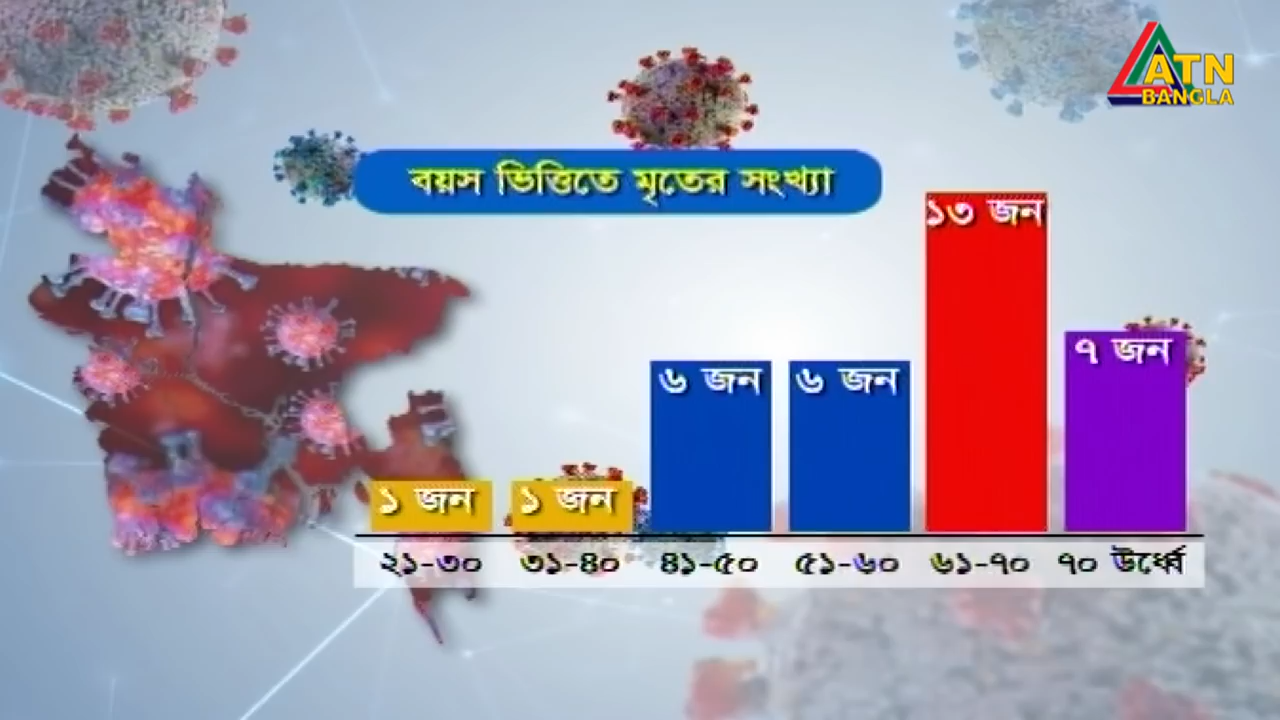 ATN
BANGLA
বয়স ভিত্তিতে মৃতের সংখ্যা
১ জন
১ জন
৬ জন
৬ জন
১৩ জন
৭ জন
২১-৩০ ৩১-৪০ ৪১-৫০ ৫১-৬০ ৬১-৭০ ৭০ উর্ধ্বে